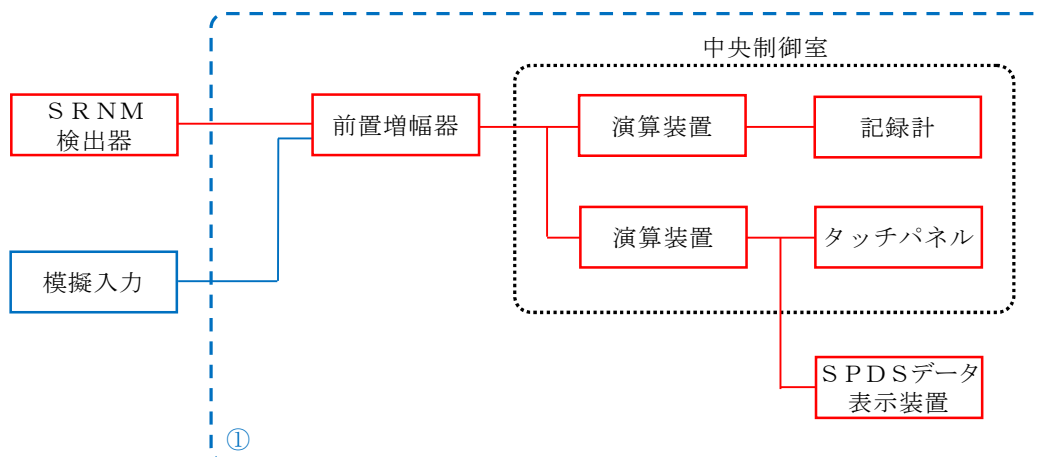 中央制御室
ＳＲＮＭ
検出器
前置増幅器
演算装置
記録計
演算装置
タッチパネル
模擬入力
ＳＰＤＳデータ
表示装置
①